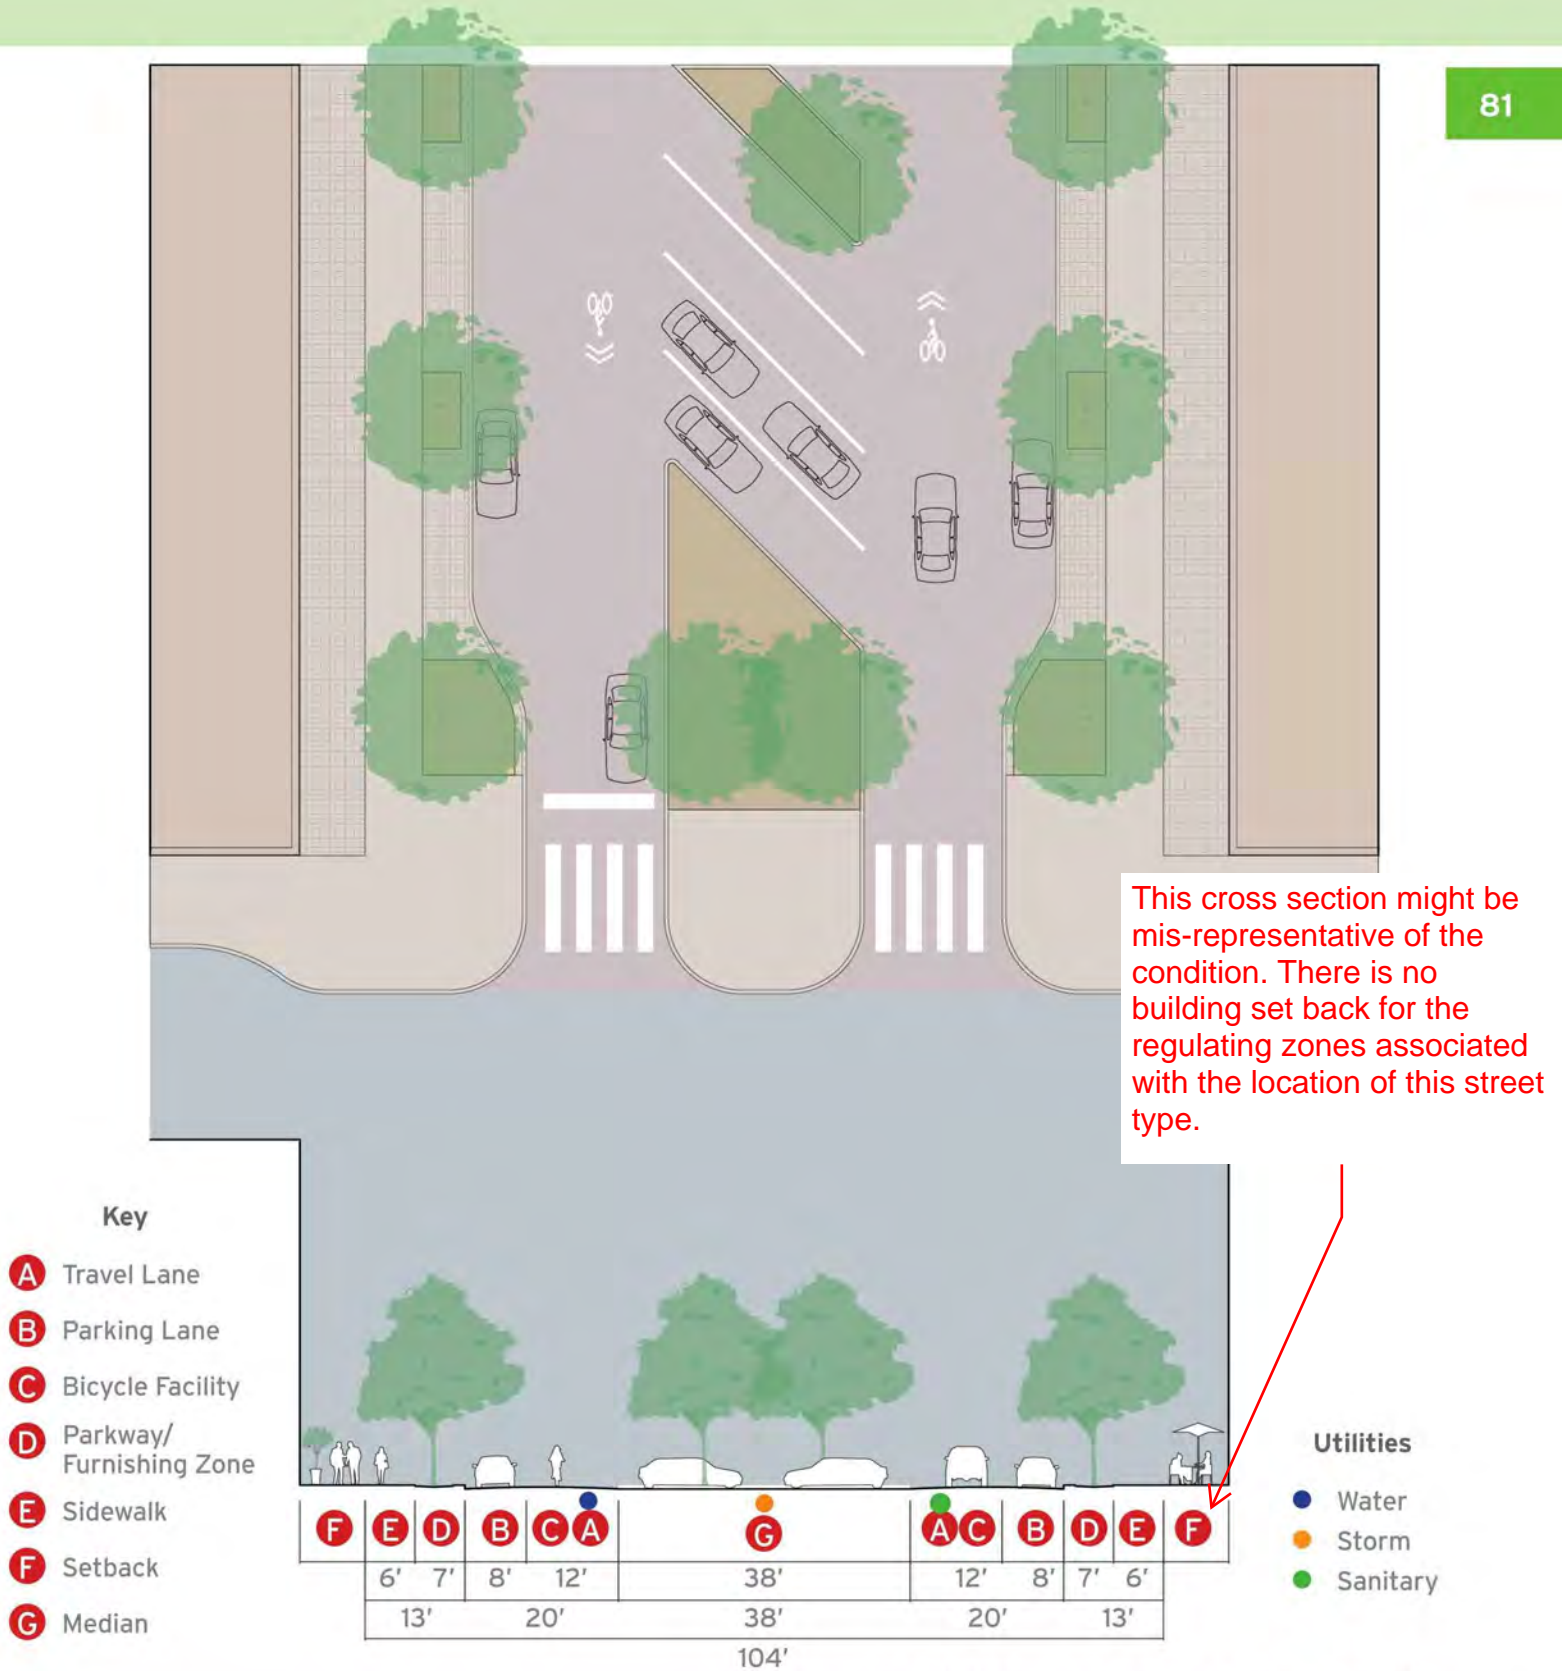 81
This cross section might be
mis-representative of the
condition. There is no
building set back for the
regulating zones associated
with the location of this street
type.
Key
A Travel Lane
B Parking Lane
C Bicycle Facility
D Parkway/
Furnishing Zone
E Sidewalk
F Setback
G Median
Utilities
Water
Storm
Sanitary
F E D B C A G A C B D E F
6' 7' 8' 12' 38' 12' 8' 7' 6'
13' 20' 38' 20' 13'
104'